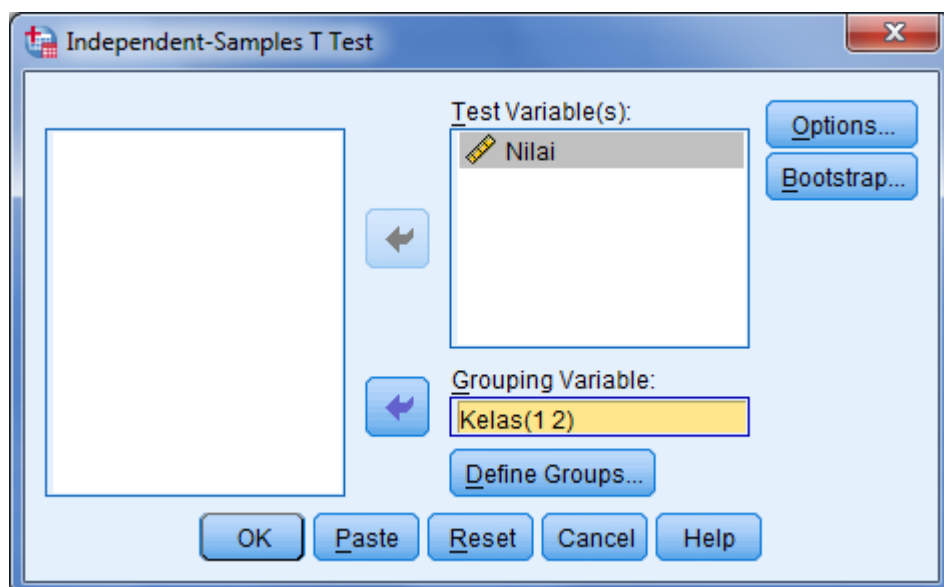 Independent-Samples T Test
Test Variable(s):
Nilai
Options...
Bootstrap...
Grouping Variable:
Kelas(1 2)
Define Groups...
OK Paste Reset Cancel Help